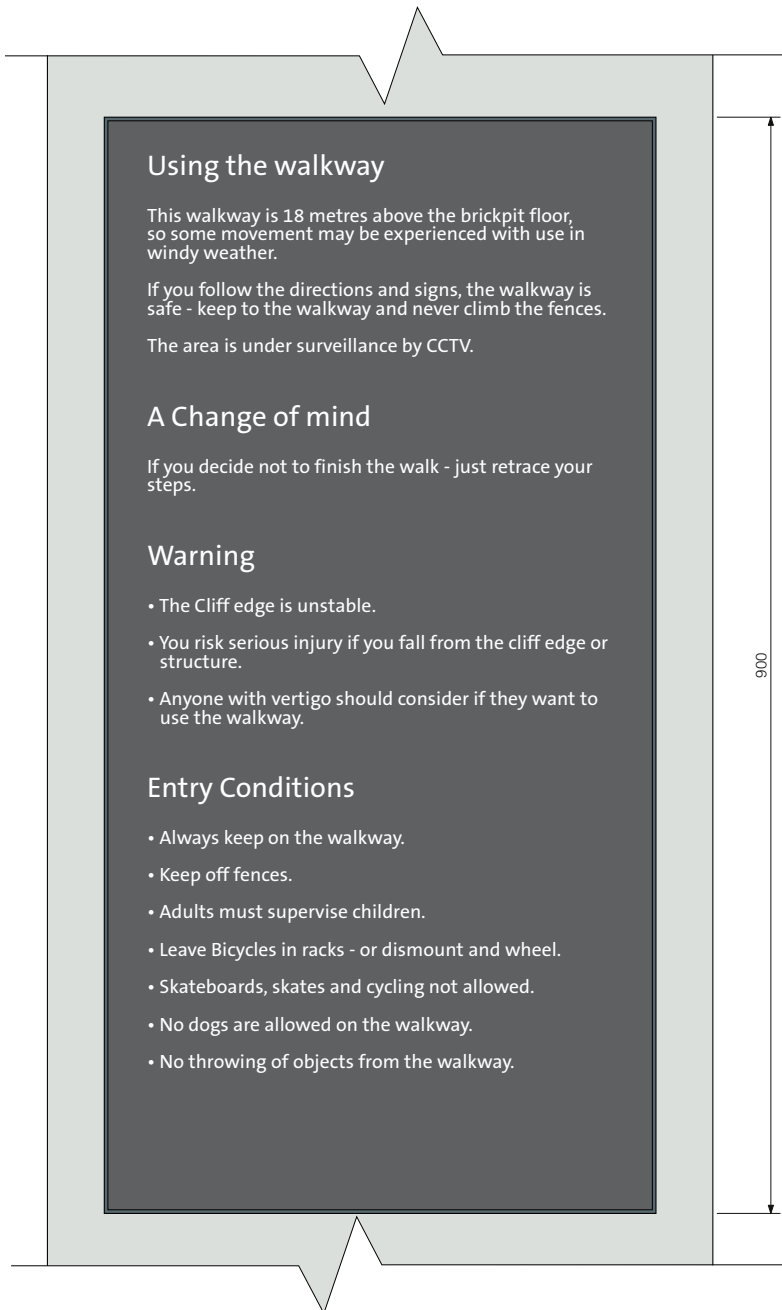 Using the walkway
This walkway is 18 metres above the brickpit floor,
so some movement may be experienced with use in
windy weather.
If you follow the directions and signs, the walkway is
safe - keep to the walkway and never climb the fences.
The area is under surveillance by CCTV.
A Change of mind
If you decide not to finish the walk - just retrace your
steps.
Warning
• The Cliff edge is unstable.
• You risk serious injury if you fall from the cliff edge or
structure.
• Anyone with vertigo should consider if they want to
use the walkway.
Entry Conditions
• Always keep on the walkway.
• Keep off fences.
• Adults must supervise children.
• Leave Bicycles in racks - or dismount and wheel.
• Skateboards, skates and cycling not allowed.
• No dogs are allowed on the walkway.
• No throwing of objects from the walkway.
900